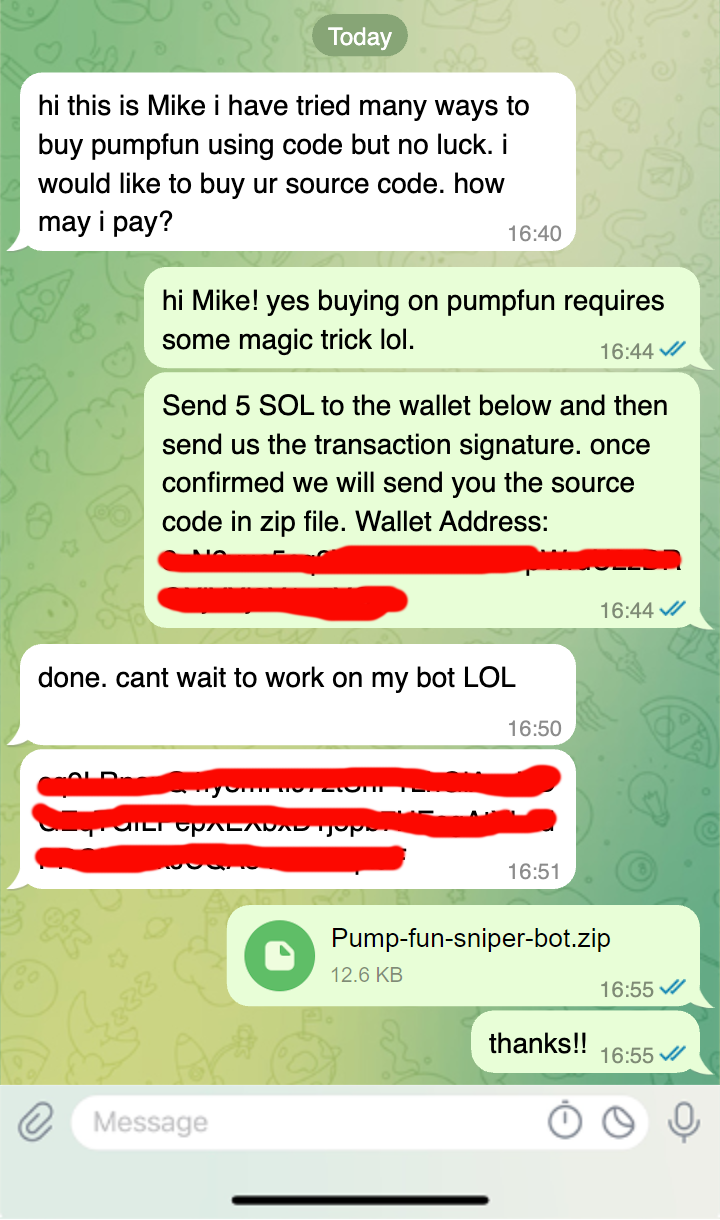 Today
hi this is Mike i have tried many ways to
buy pumpfun using code but no luck. i
would like to buy ur source code. how
may i pay?
16:40
hi Mike! yes buying on pumpfun requires
some magic trick lol.
16:44
Send 5 SOL to the wallet below and then
send us the transaction signature. once
confirmed we will send you the source
code in zip file. Wallet Address:
16:44
done. cant wait to work on my bot LOL
16:50
16:51
Pump-fun-sniper-bot.zip
12.6 KB
16:55
thanks!!
16:55
Message